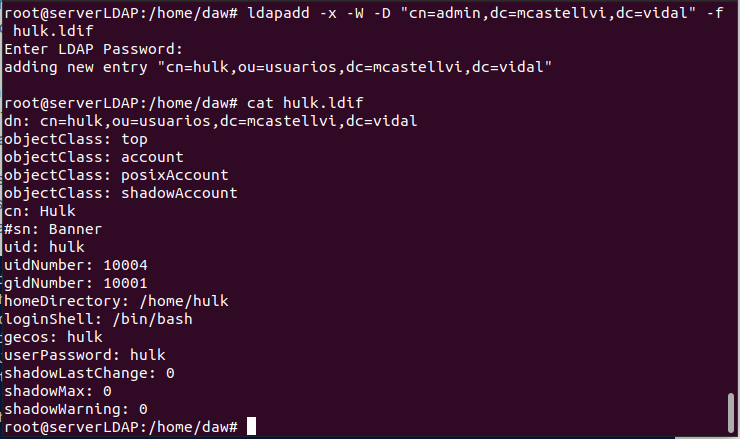 root@serverLDAP:/home/daw# ldapadd -x -W -D "cn=admin,dc=mcastellvi,dc=vidal" -f
 hulk.ldif
Enter LDAP Password:
adding new entry "cn=hulk,ou=usuarios,dc=mcastellvi,dc=vidal"

root@serverLDAP:/home/daw# cat hulk.ldif
dn: cn=hulk,ou=usuarios,dc=mcastellvi,dc=vidal
objectClass: top
objectClass: account
objectClass: posixAccount
objectClass: shadowAccount
cn: Hulk
#sn: Banner
uid: hulk
uidNumber: 10004
gidNumber: 10001
homeDirectory: /home/hulk
loginShell: /bin/bash
gecos: hulk
userPassword: hulk
shadowLastChange: 0
shadowMax: 0
shadowWarning: 0
root@serverLDAP:/home/daw#